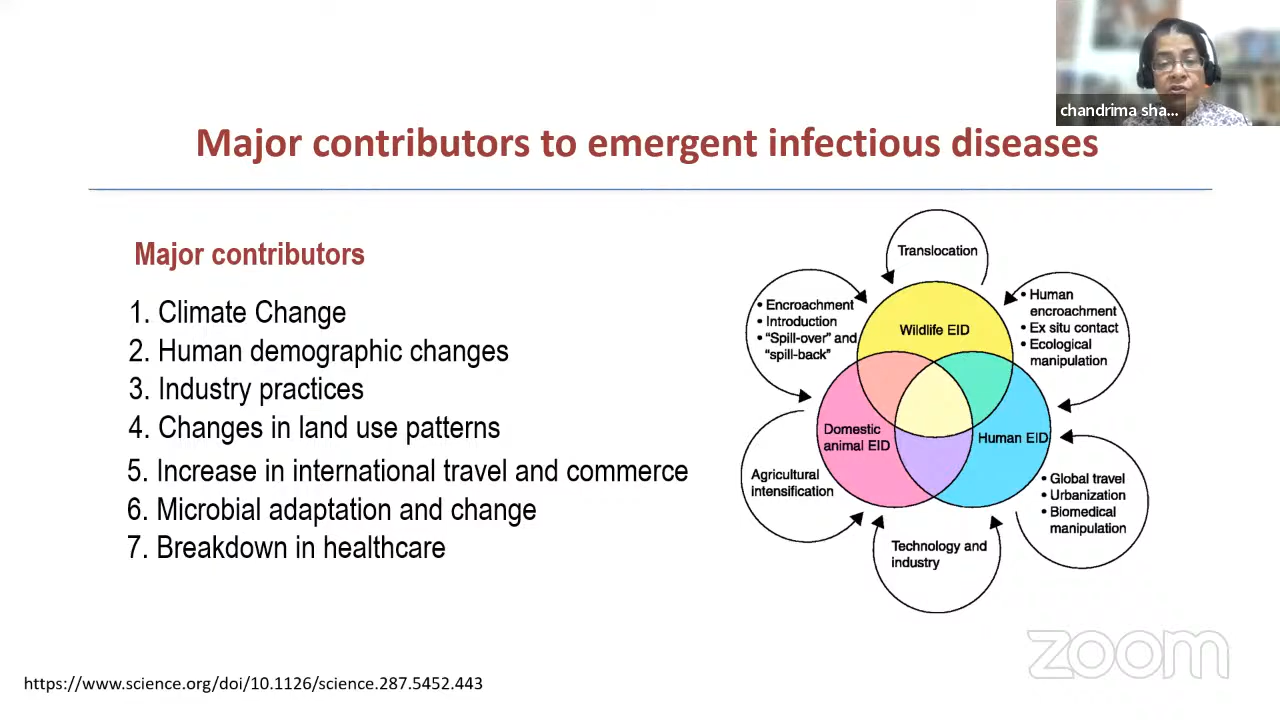 chandrima sha...
Major contributors to emergent infectious diseases
Major contributors
1. Climate Change
2. Human demographic changes
3. Industry practices
4. Changes in land use patterns
5. Increase in international travel and commerce
6. Microbial adaptation and change
7. Breakdown in healthcare
Translocation
• Encroachment
• Introduction
• “Spill-over” and
“spill-back”
Wildlife EID
• Human
encroachment
• Ex situ contact
• Ecological
manipulation
Domestic
animal EID
Human EID
Agricultural
intensification
• Global travel
• Urbanization
• Biomedical
manipulation
Technology and
industry
zoom
https://www.science.org/doi/10.1126/science.287.5452.443